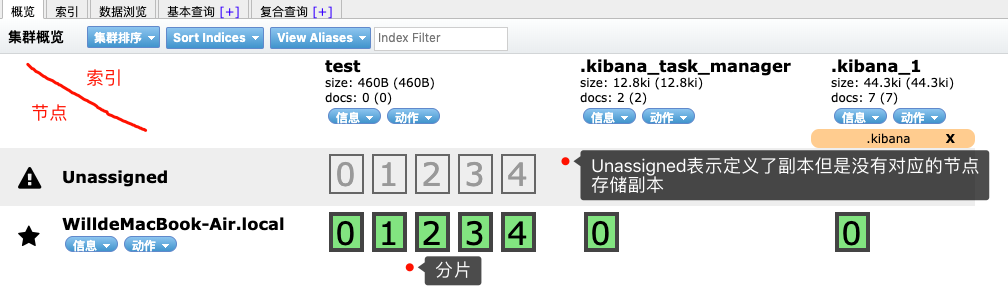 概览 索引 数据浏览 基本查询 [+] 复合查询 [+]
集群概览 集群排序 Sort Indices View Aliases Index Filter
索引
节点
test
size: 460B (460B)
docs: 0 (0)
信息 动作
.kibana_task_manager
size: 12.8ki (12.8ki)
docs: 2 (2)
信息 动作
.kibana_1
size: 44.3ki (44.3ki)
docs: 7 (7)
信息 动作
.kibana X
Unassigned
0 1 2 3 4
Unassigned表示定义了副本但是没有对应的节点
存储副本
WilldeMacBook-Air.local
信息 动作
0 1 2 3 4 0 0
分片